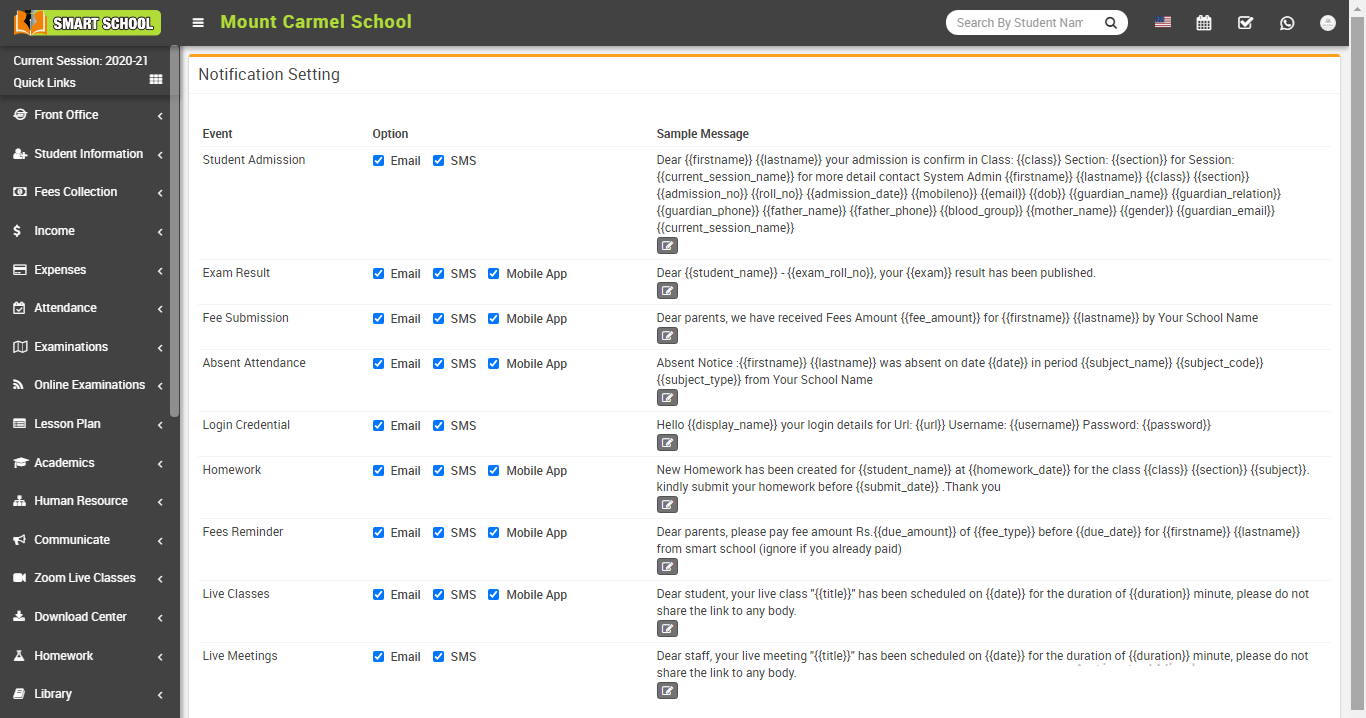 SMART SCHOOL
Mount Carmel School
Search By Student Nam
Current Session: 2020-21
Quick Links
Front Office
Student Information
Fees Collection
Income
Expenses
Attendance
Examinations
Online Examinations
Lesson Plan
Academics
Human Resource
Communicate
Zoom Live Classes
Download Center
Homework
Library
Notification Setting
Event Option Sample Message
Student Admission Email SMS Dear {{firstname}} {{lastname}} your admission is confirm in Class: {{class}} Section: {{section}} for Session:
{{current_session_name}} for more detail contact System Admin {{firstname}} {{lastname}} {{class}} {{section}}
{{admission_no}} {{roll_no}} {{admission_date}} {{mobileno}} {{email}} {{dob}} {{guardian_name}} {{guardian_relation}}
{{guardian_phone}} {{father_name}} {{father_phone}} {{blood_group}} {{mother_name}} {{gender}} {{guardian_email}}
{{current_session_name}}
Exam Result Email SMS Mobile App Dear {{student_name}} - {{exam_roll_no}}, your {{exam}} result has been published.
Fee Submission Email SMS Mobile App Dear parents, we have received Fees Amount {{fee_amount}} for {{firstname}} {{lastname}} by Your School Name
Absent Attendance Email SMS Mobile App Absent Notice :{{firstname}} {{lastname}} was absent on date {{date}} in period {{subject_name}} {{subject_code}}
{{subject_type}} from Your School Name
Login Credential Email SMS Hello {{display_name}} your login details for Url: {{url}} Username: {{username}} Password: {{password}}
Homework Email SMS Mobile App New Homework has been created for {{student_name}} at {{homework_date}} for the class {{class}} {{section}} {{subject}}.
kindly submit your homework before {{submit_date}} .Thank you
Fees Reminder Email SMS Mobile App Dear parents, please pay fee amount Rs.{{due_amount}} of {{fee_type}} before {{due_date}} for {{firstname}} {{lastname}}
from smart school (ignore if you already paid)
Live Classes Email SMS Mobile App Dear student, your live class "{{title}}" has been scheduled on {{date}} for the duration of {{duration}} minute, please do not
share the link to any body.
Live Meetings Email SMS Dear staff, your live meeting "{{title}}" has been scheduled on {{date}} for the duration of {{duration}} minute, please do not
share the link to any body.